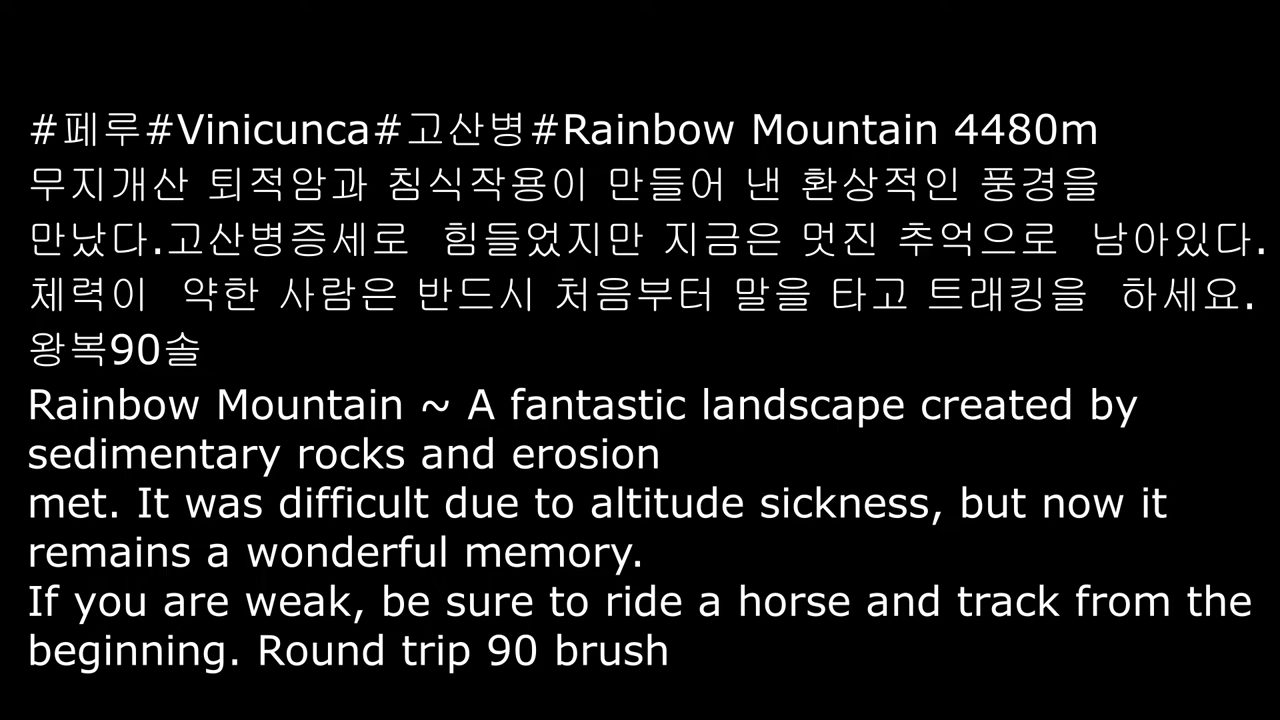 #페루#Vinicunca#고산병#Rainbow Mountain 4480m
무지개산 퇴적암과 침식작용이 만들어 낸 환상적인 풍경을
만났다.고산병증세로 힘들었지만 지금은 멋진 추억으로 남아있다.
체력이 약한 사람은 반드시 처음부터 말을 타고 트래킹을 하세요.
왕복90솔
Rainbow Mountain ~ A fantastic landscape created by
sedimentary rocks and erosion
met. It was difficult due to altitude sickness, but now it
remains a wonderful memory.
If you are weak, be sure to ride a horse and track from the
beginning. Round trip 90 brush